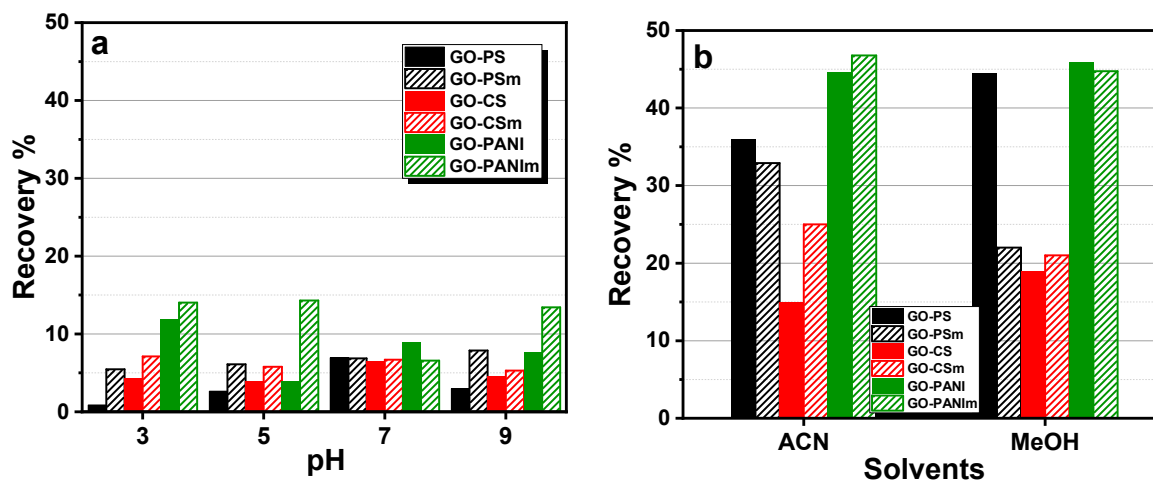 a
Recovery %
50
40
30
20
10
0
GO-PS
GO-PSm
GO-CS
GO-CSm
GO-PANI
GO-PANIm
3 5 7 9
pH
b
Recovery %
50
40
30
20
10
0
GO-PS
GO-PSm
GO-CS
GO-CSm
GO-PANI
GO-PANIm
ACN MeOH
Solvents